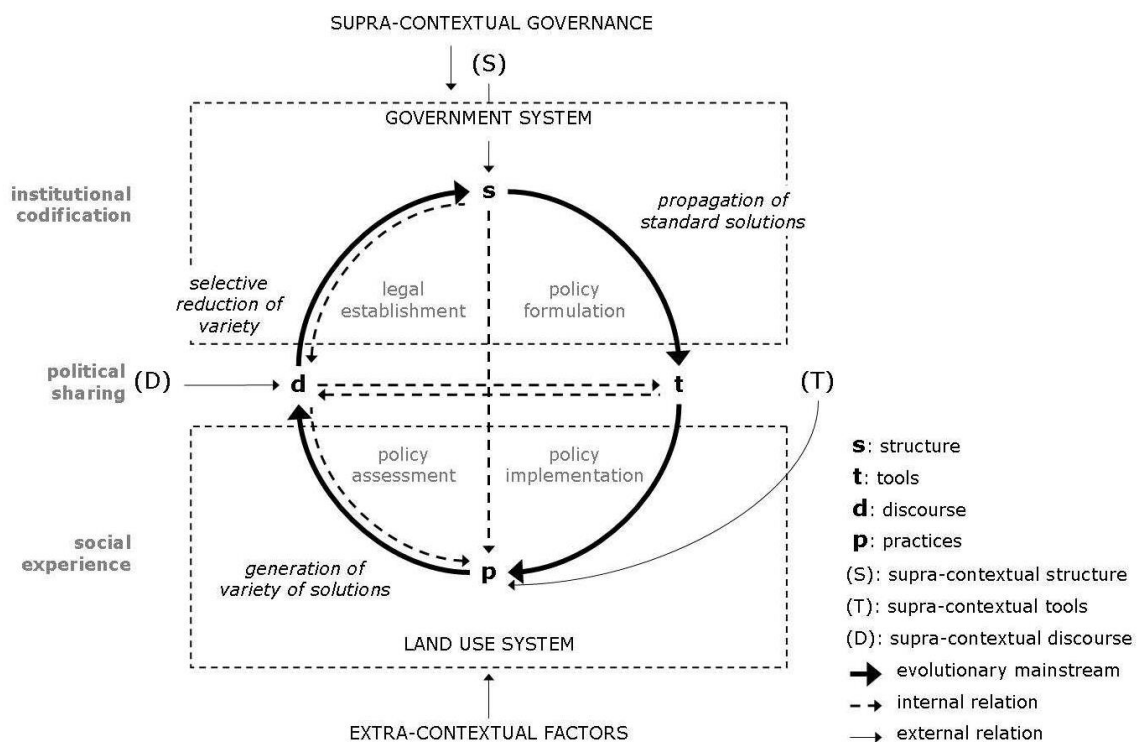 SUPRA-CONTEXTUAL GOVERNANCE
(S)
GOVERNMENT SYSTEM
institutional
codification
s
propagation of
standard solutions
selective
reduction of
variety
legal
establishment
policy
formulation
political
sharing
(D)
d
t
(T)
policy
assessment
policy
implementation
social
experience
generation of
variety of solutions
p
LAND USE SYSTEM
EXTRA-CONTEXTUAL FACTORS
s: structure
t: tools
d: discourse
p: practices
(S): supra-contextual structure
(T): supra-contextual tools
(D): supra-contextual discourse
evolutionary mainstream
internal relation
external relation